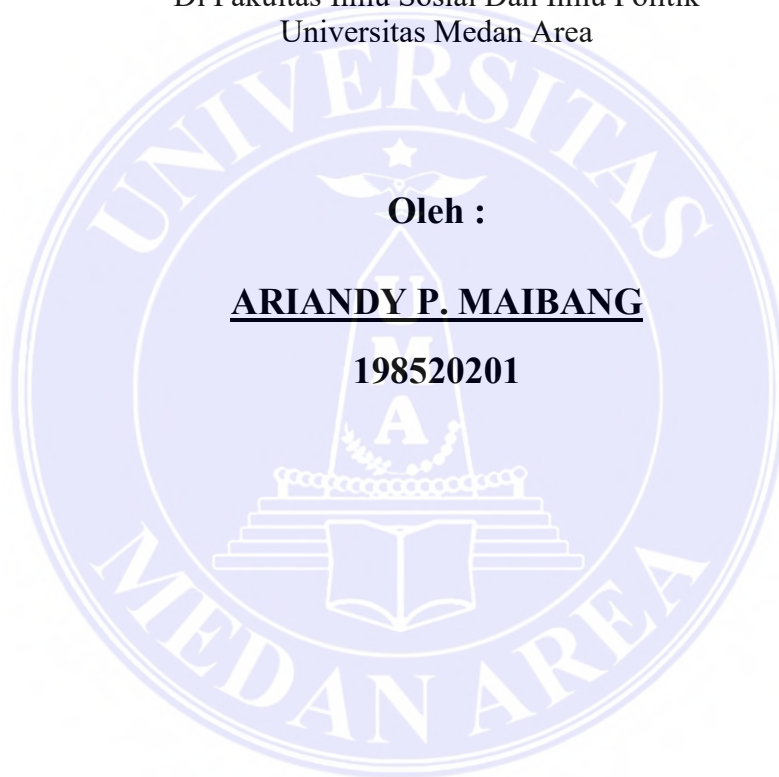 Di Fakultas Ilmu Sosial Dan Ilmu Politik
Universitas Medan Area
UNIVERSITAS
Oleh :
ARIANDY P. MAIBANG
198520201
U
M
A
MEDAN AREA